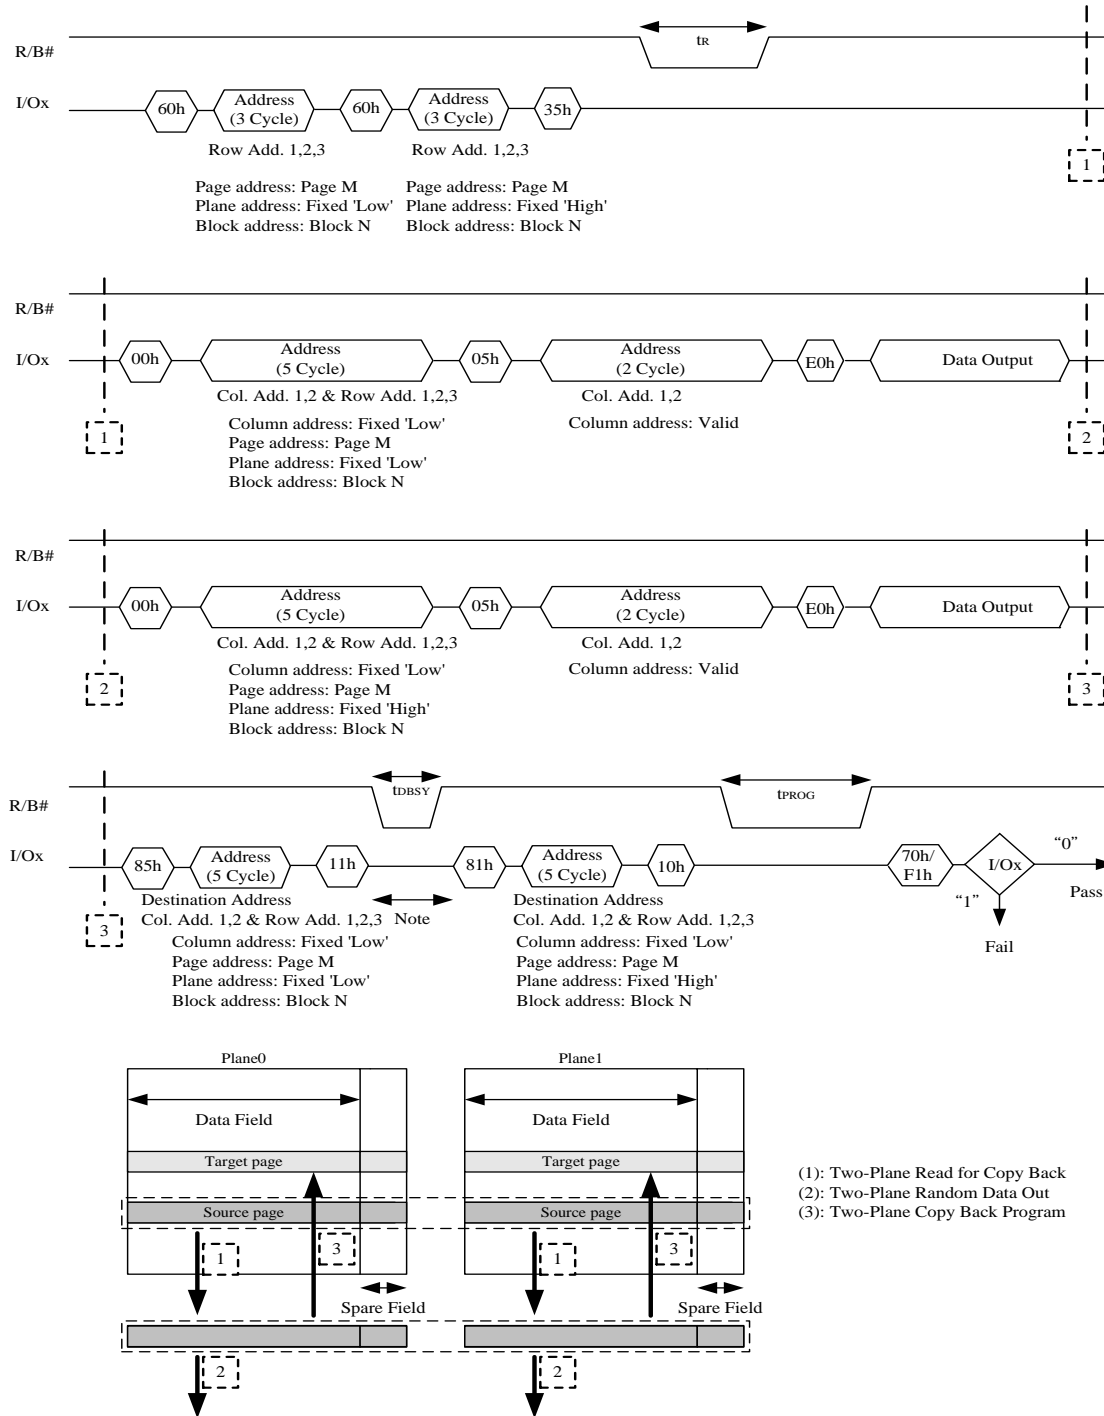 tR
R/B#
I/Ox
60h
Address
(3 Cycle)
60h
Address
(3 Cycle)
35h
Row Add. 1,2,3
Row Add. 1,2,3
1
Page address: Page M
Plane address: Fixed 'Low'
Block address: Block N
Page address: Page M
Plane address: Fixed 'High'
Block address: Block N
R/B#
I/Ox
00h
Address
(5 Cycle)
05h
Address
(2 Cycle)
E0h
Data Output
Col. Add. 1,2 & Row Add. 1,2,3
Col. Add. 1,2
1
Column address: Fixed 'Low'
Page address: Page M
Plane address: Fixed 'Low'
Block address: Block N
Column address: Valid
2
R/B#
I/Ox
00h
Address
(5 Cycle)
05h
Address
(2 Cycle)
E0h
Data Output
Col. Add. 1,2 & Row Add. 1,2,3
Col. Add. 1,2
2
Column address: Fixed 'Low'
Page address: Page M
Plane address: Fixed 'High'
Block address: Block N
Column address: Valid
3
tDBSY
tPROG
R/B#
I/Ox
85h
Address
(5 Cycle)
11h
81h
Address
(5 Cycle)
10h
70h/
F1h
I/Ox
“0”
Pass
“1”
Fail
Destination Address
Col. Add. 1,2 & Row Add. 1,2,3
Note
3
Column address: Fixed 'Low'
Page address: Page M
Plane address: Fixed 'Low'
Block address: Block N
Destination Address
Col. Add. 1,2 & Row Add. 1,2,3
Column address: Fixed 'Low'
Page address: Page M
Plane address: Fixed 'High'
Block address: Block N
Plane0
Plane1
Data Field
Data Field
Target page
Target page
Source page
Source page
(1): Two-Plane Read for Copy Back
(2): Two-Plane Random Data Out
(3): Two-Plane Copy Back Program
1
3
1
3
Spare Field
Spare Field
2
2